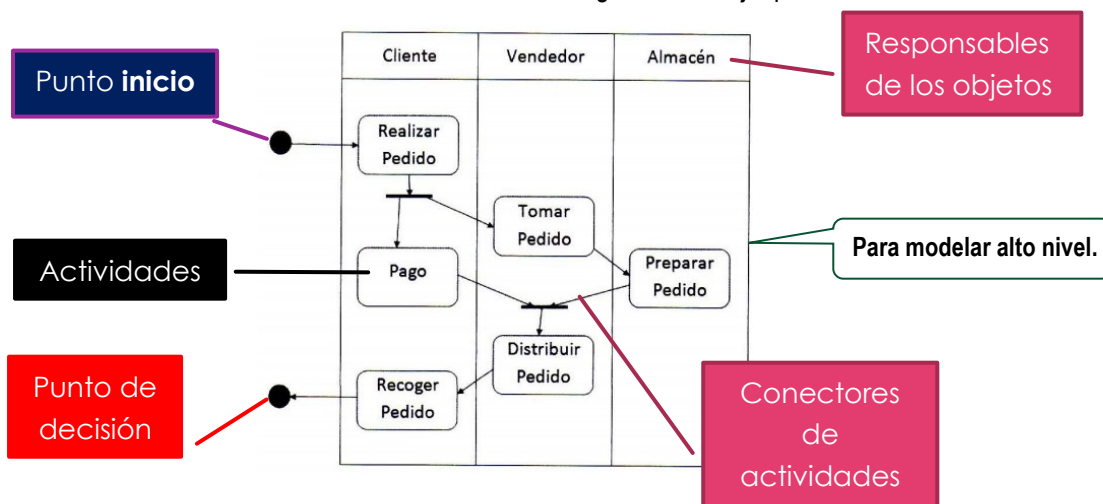 Cliente
Vendedor
Almacén
Responsables
de los objetos
Punto inicio
Realizar
Pedido
Tomar
Pedido
Para modelar alto nivel.
Actividades
Pago
Preparar
Pedido
Distribuir
Pedido
Punto de
decisión
Recoger
Pedido
Conectores
de
actividades